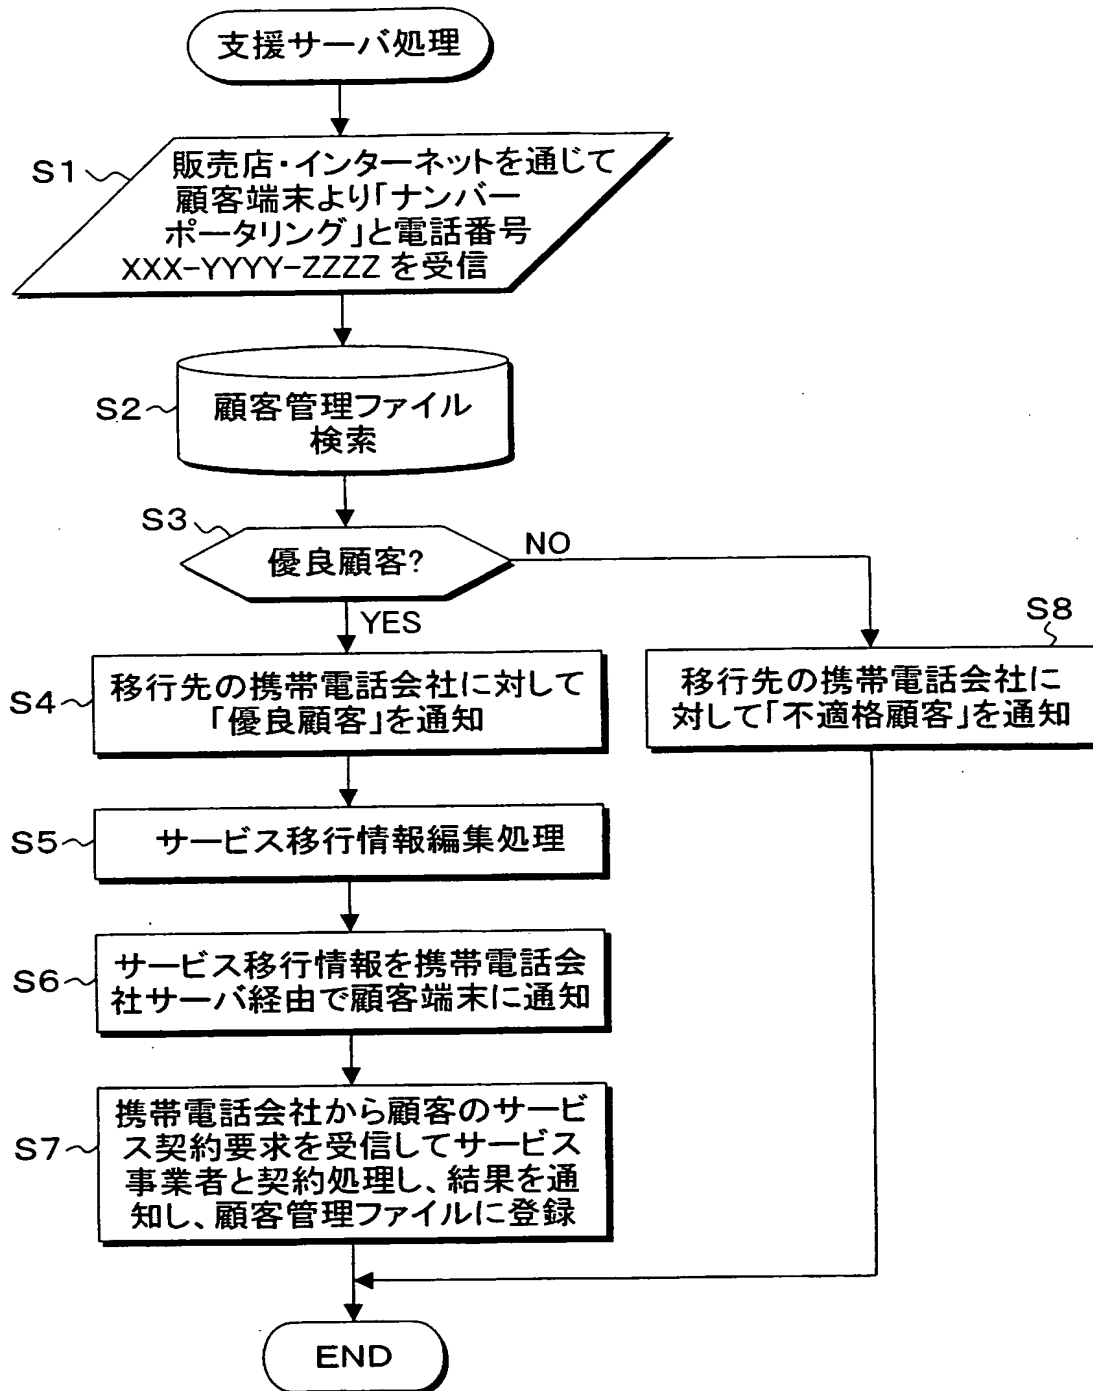 支援サーバ処理
S1
販売店・インターネットを通じて
顧客端末より「ナンバー
ポータリング」と電話番号
XXX-YYYY-ZZZZ を受信
S2
顧客管理ファイル
検索
S3
優良顧客?
NO
YES
S4
移行先の携帯電話会社に対して
「優良顧客」を通知
S8
移行先の携帯電話会社に
対して「不適格顧客」を通知
S5
サービス移行情報編集処理
S6
サービス移行情報を携帯電話会
社サーバ経由で顧客端末に通知
S7
携帯電話会社から顧客のサービ
ス契約要求を受信してサービス
事業者と契約処理し、結果を通
知し、顧客管理ファイルに登録
END